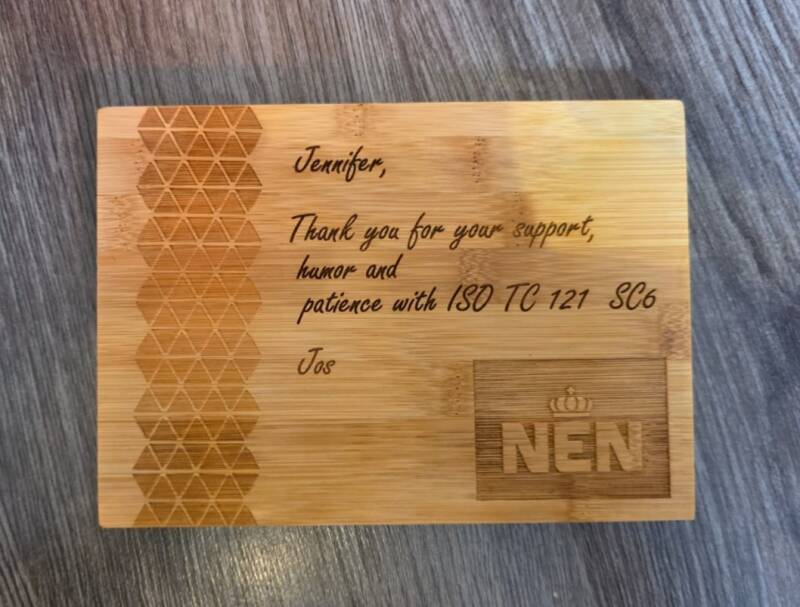 Jennifer,
Thank you for your support,
humor and
patience with ISO TC 121 SC6
Jos
NEN